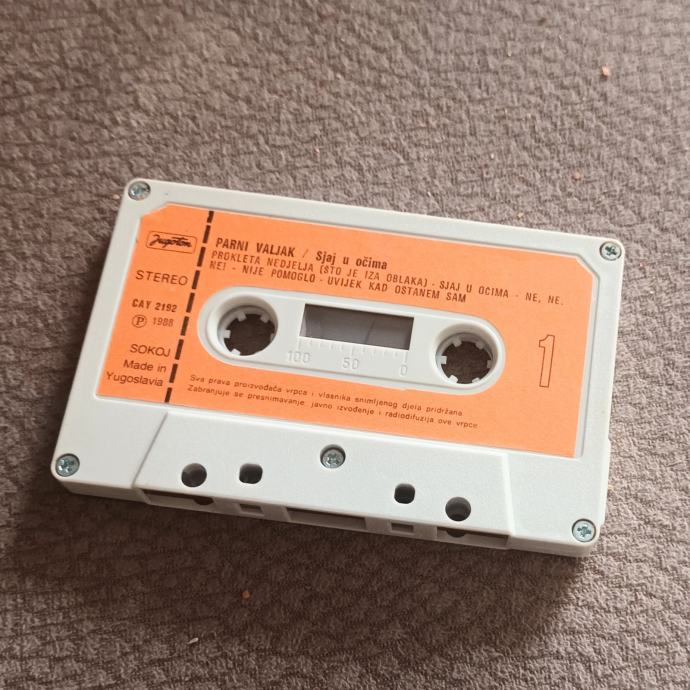 Jugoton
STEREO
CAY 2192
Ⓟ 1988
SOKOJ
Made in
Yugoslavia
PARNI VALJAK / Sjaj u očima
PROKLETA NEDJELJA (ŠTO JE IZA OBLAKA) - SJAJ U OČIMA - NE, NE,
NE! - NIJE POMOGLO - UVIJEK KAD OSTANEM SAM
100 50 0
1
Sva prava proizvođača vrpca i vlasnika snimljenog djela pridržana
Zabranjuje se presnimavanje, javno izvođenje i radiodifuzija ove vrpce